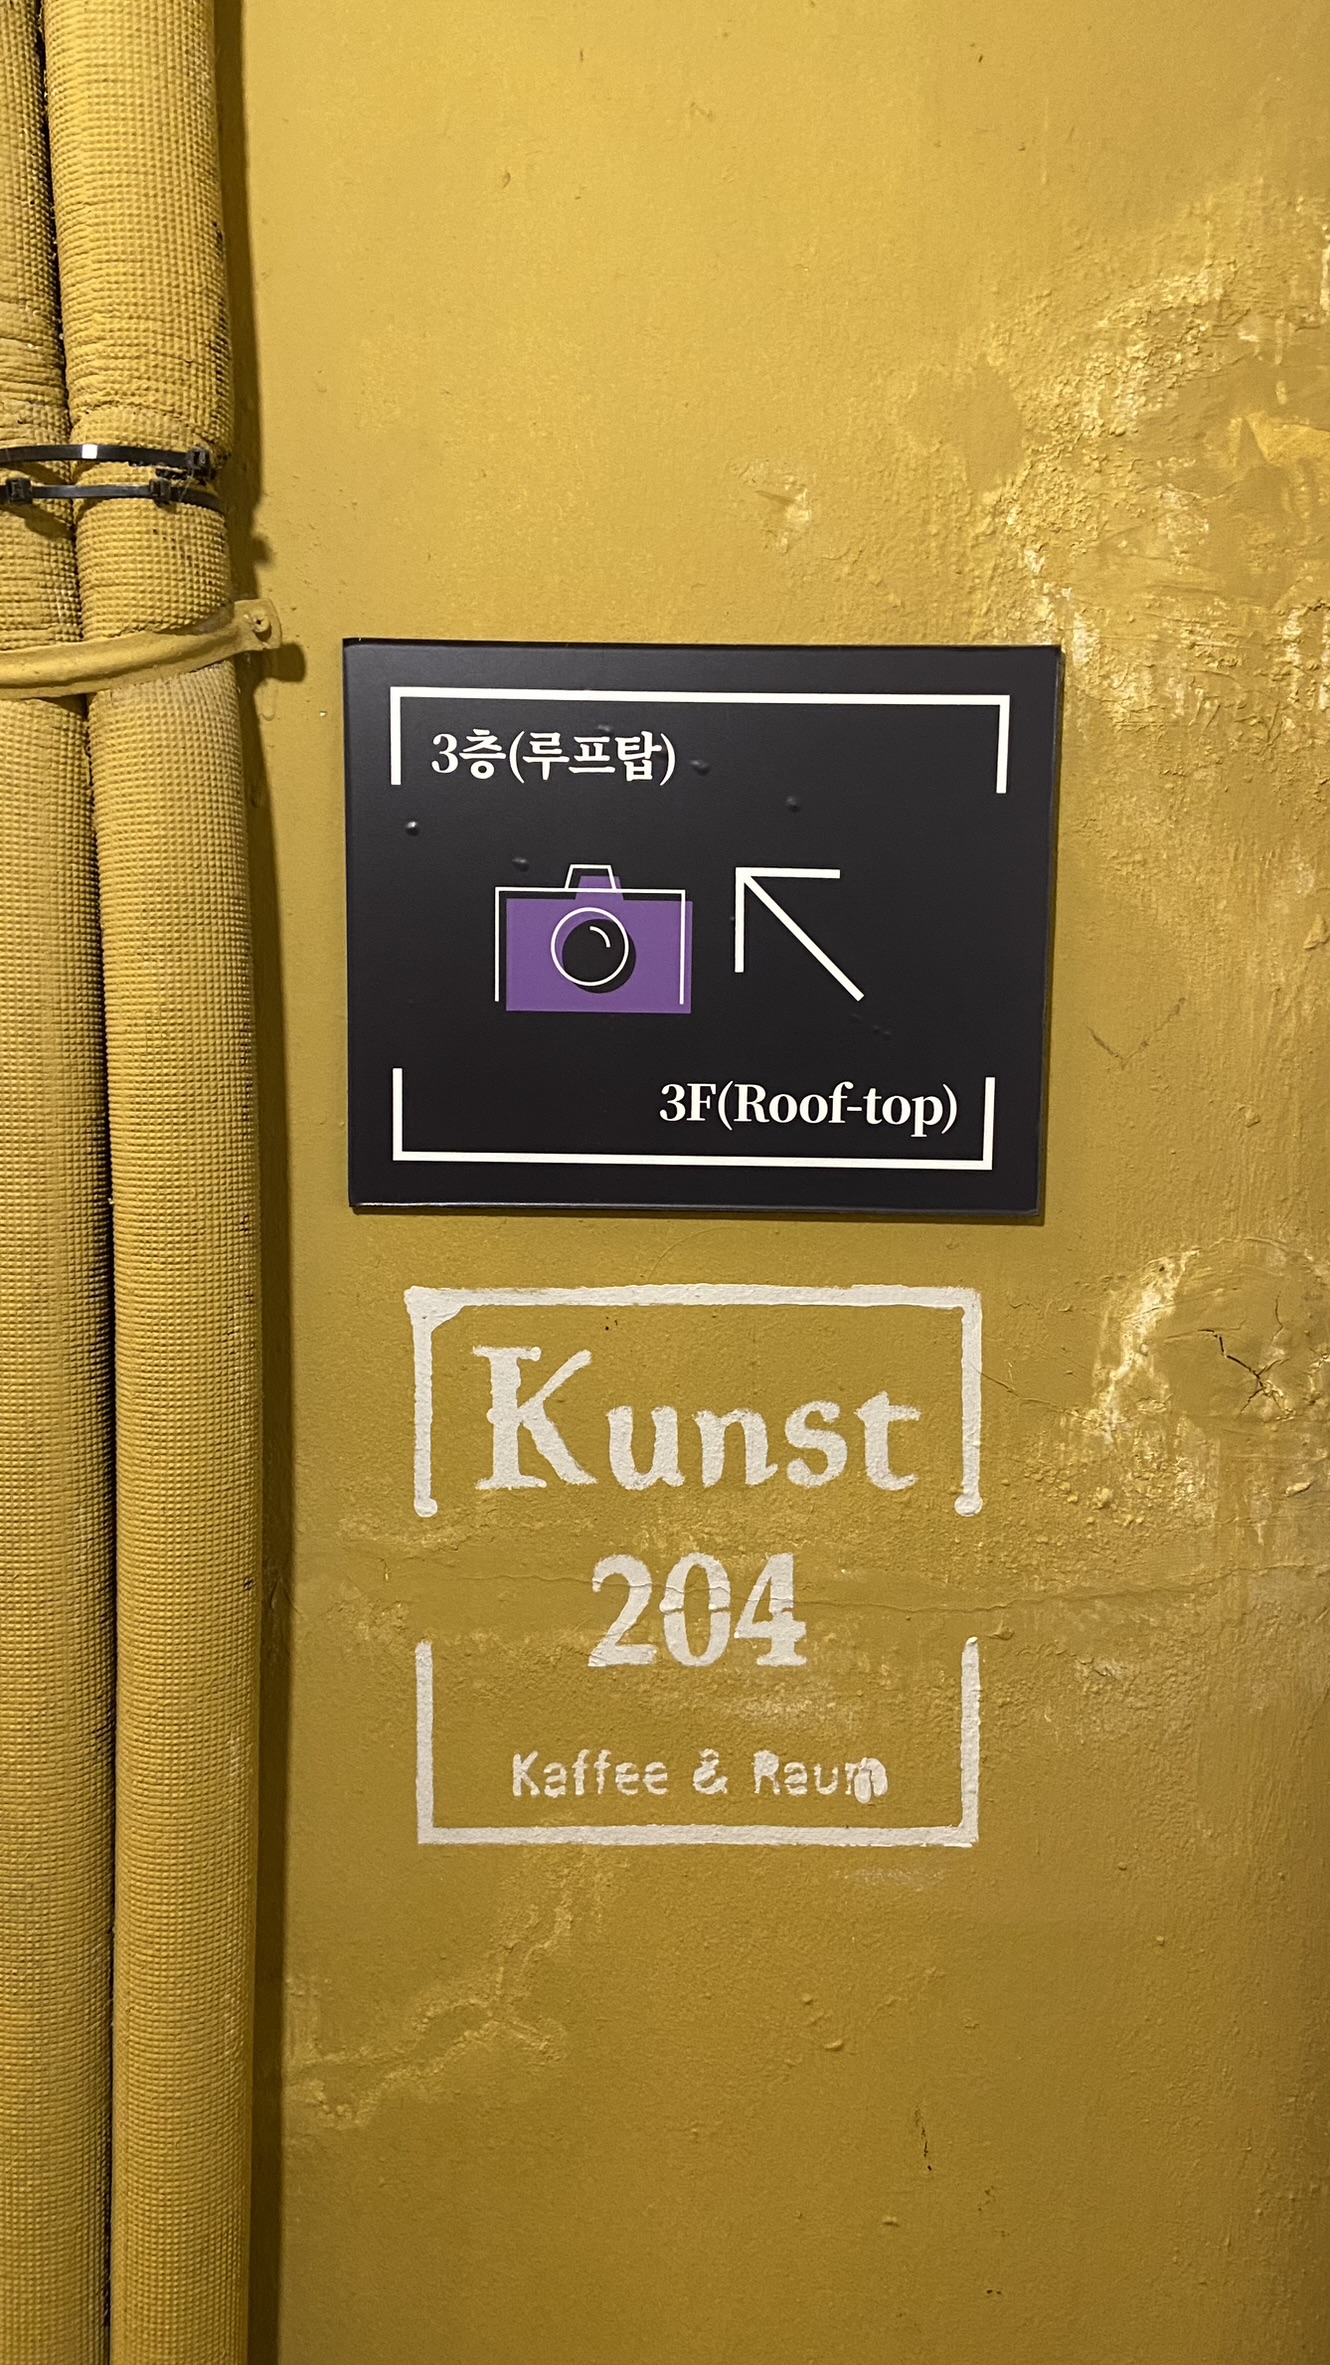 3층(루프탑)
3F(Roof-top)
Kunst
204
Kaffee & Raum